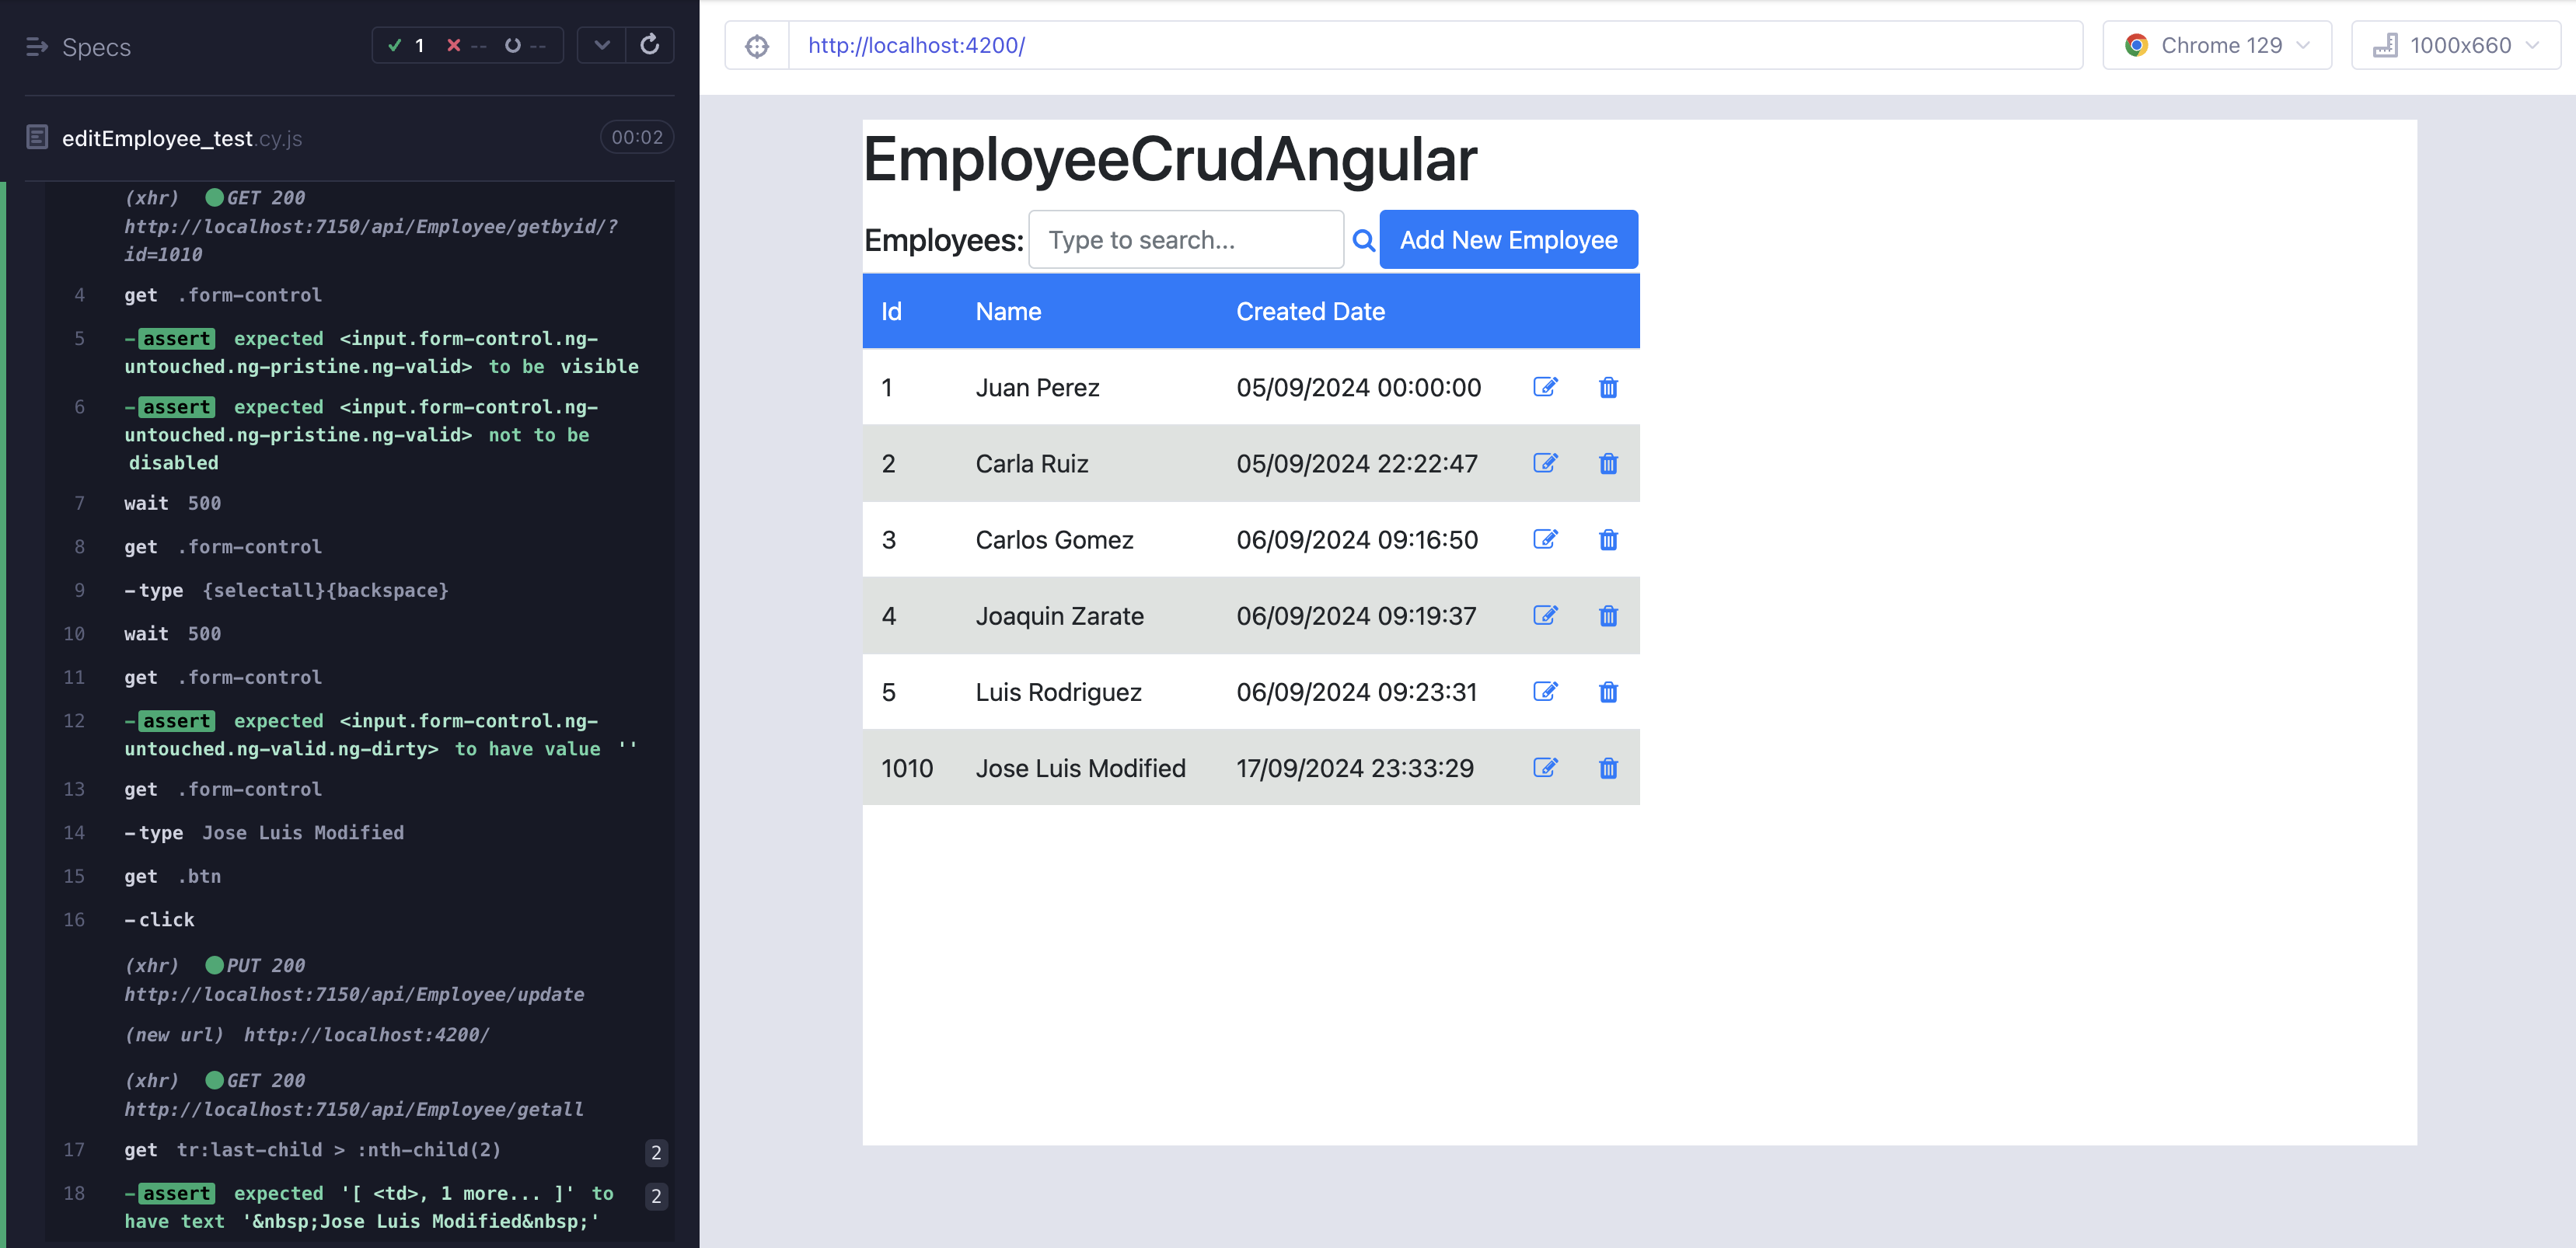 Specs
1 -- --
editEmployee_test.cy.js 00:02
(xhr) GET 200
http://localhost:7150/api/Employee/getbyid/?
id=1010
4 get .form-control
5 -assert expected <input.form-control.ng-
untouched.ng-pristine.ng-valid> to be visible
6 -assert expected <input.form-control.ng-
untouched.ng-pristine.ng-valid> not to be
disabled
7 wait 500
8 get .form-control
9 -type {selectall}{backspace}
10 wait 500
11 get .form-control
12 -assert expected <input.form-control.ng-
untouched.ng-valid.ng-dirty> to have value ''
13 get .form-control
14 -type Jose Luis Modified
15 get .btn
16 -click
(xhr) PUT 200
http://localhost:7150/api/Employee/update
(new url) http://localhost:4200/
(xhr) GET 200
http://localhost:7150/api/Employee/getall
17 get tr:last-child > :nth-child(2) 2
18 -assert expected '[ <td>, 1 more... ]' to 2
have text '&nbsp;Jose Luis Modified&nbsp;'
http://localhost:4200/
Chrome 129
1000x660
EmployeeCrudAngular
Employees: Type to search... Add New Employee
Id Name Created Date
1 Juan Perez 05/09/2024 00:00:00
2 Carla Ruiz 05/09/2024 22:22:47
3 Carlos Gomez 06/09/2024 09:16:50
4 Joaquin Zarate 06/09/2024 09:19:37
5 Luis Rodriguez 06/09/2024 09:23:31
1010 Jose Luis Modified 17/09/2024 23:33:29